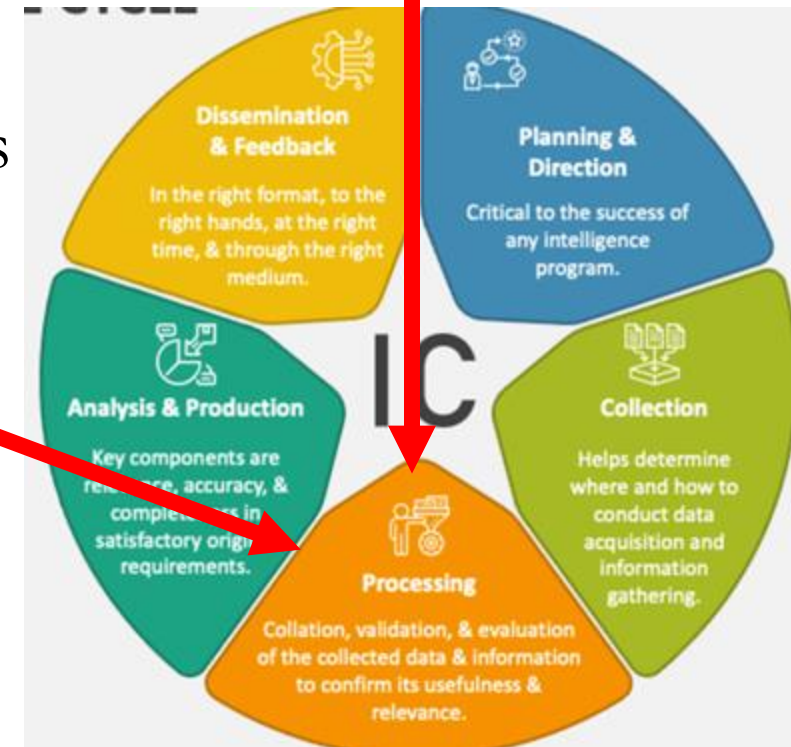 CYCLE
S
Dissemination
& Feedback
In the right format, to the
right hands, at the right
time, & through the right
medium.
Planning &
Direction
Critical to the success of
any intelligence
program.
IC
Analysis & Production
Key components are
accuracy, &
in
satisfactory
requirements.
Collection
Helps determine
where and how to
conduct data
acquisition and
information
gathering.
Processing
Collation, validation, & evaluation
of the collected data & information
to confirm its usefulness &
relevance.